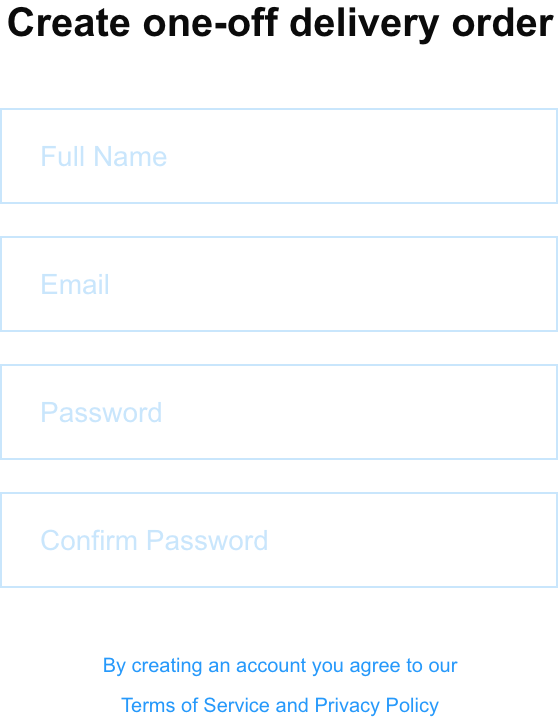 Create one-off delivery order
Full Name
Email
Password
Confirm Password
By creating an account you agree to our
Terms of Service and Privacy Policy